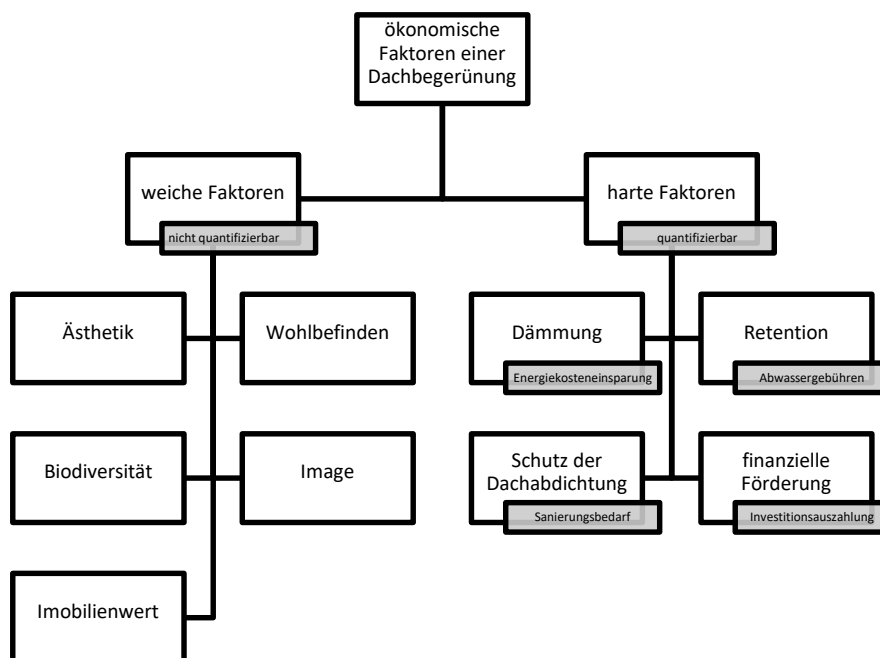 ökonomische
Faktoren einer
Dachbegerünung
weiche Faktoren
nicht quantifizierbar
harte Faktoren
quantifizierbar
Ästhetik
Wohlbefinden
Dämmung
Energiekosteneinsparung
Retention
Abwassergebühren
Biodiversität
Image
Schutz der
Dachabdichtung
Sanierungsbedarf
finanzielle
Förderung
Investitionsauszahlung
Imobilienwert